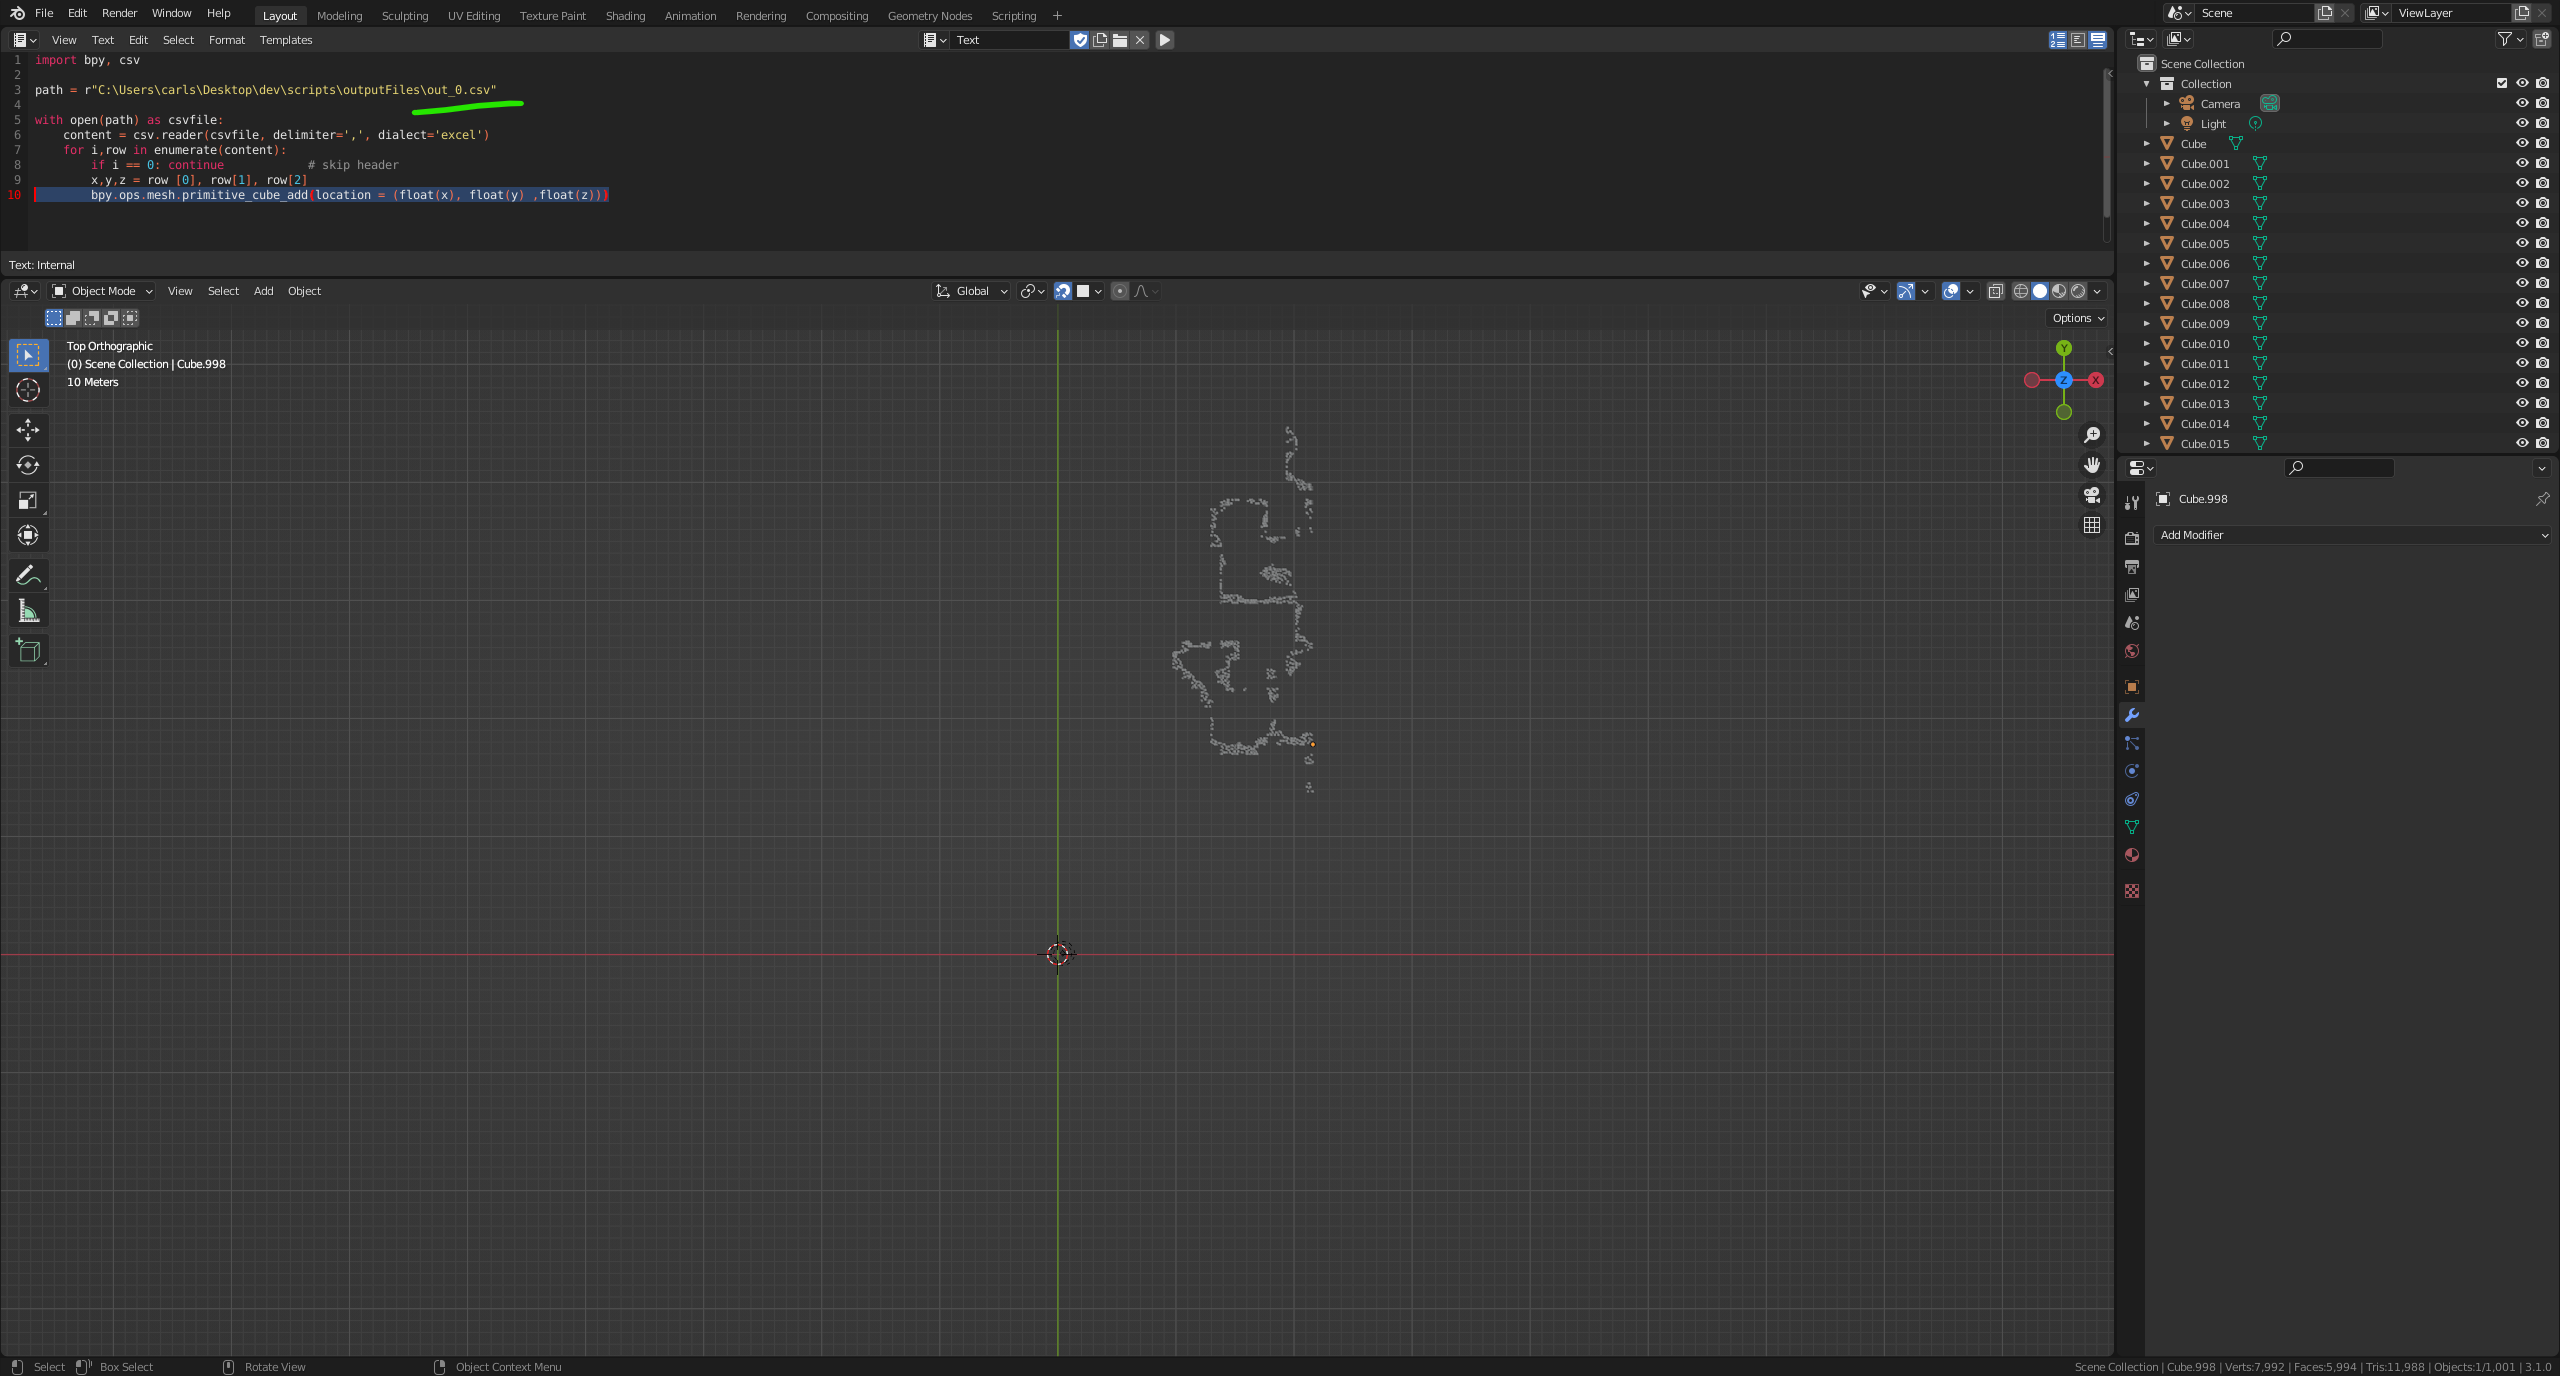 File Edit Render Window Help Layout Modeling Sculpting UV Editing Texture Paint Shading Animation Rendering Compositing Geometry Nodes Scripting + Scene ViewLayer
View Text Edit Select Format Templates Text
1 import bpy, csv
2
3 path = r"C:\Users\carls\Desktop\dev\scripts\outputFiles\out_0.csv"
4
5 with open(path) as csvfile:
6 content = csv.reader(csvfile, delimiter=',', dialect='excel')
7 for i,row in enumerate(content):
8 if i == 0: continue # skip header
9 x,y,z = row [0], row[1], row[2]
10 bpy.ops.mesh.primitive_cube_add(location = (float(x), float(y) ,float(z)))
Text: Internal
Object Mode View Select Add Object Global
Options
Top Orthographic
(0) Scene Collection | Cube.998
10 Meters
Y
Z X
Scene Collection
Collection
Camera
Light
Cube
Cube.001
Cube.002
Cube.003
Cube.004
Cube.005
Cube.006
Cube.007
Cube.008
Cube.009
Cube.010
Cube.011
Cube.012
Cube.013
Cube.014
Cube.015
Cube.998
Add Modifier
Select Box Select Rotate View Object Context Menu Scene Collection | Cube.998 | Verts:7,992 | Faces:5,994 | Tris:11,988 | Objects:1/1,001 | 3.1.0